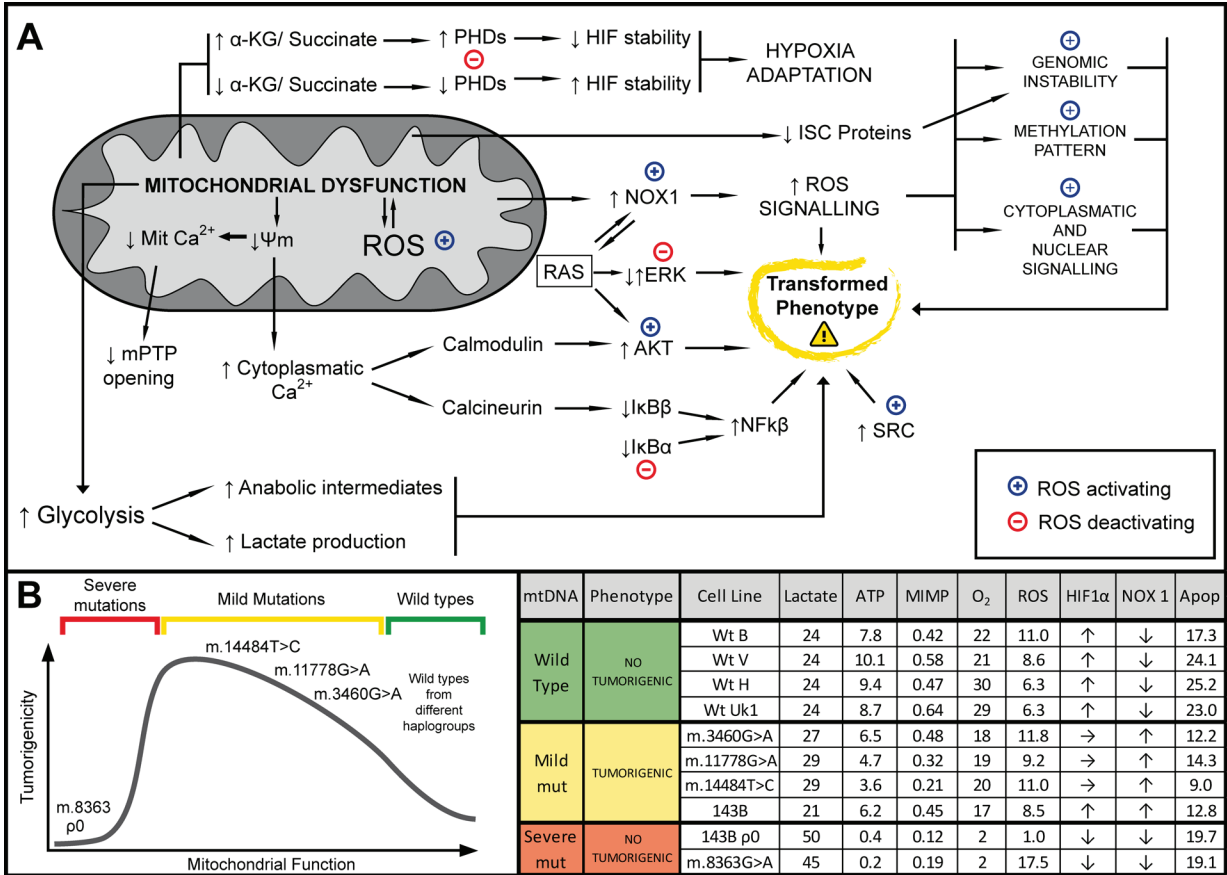 A
↑ α-KG/ Succinate
↑ PHDs
↓ HIF stability
↓ α-KG/ Succinate
↓ PHDs
↑ HIF stability
HYPOXIA
ADAPTATION
GENOMIC
INSTABILITY
↓ ISC Proteins
METHYLATION
PATTERN
MITOCHONDRIAL DYSFUNCTION
↑ NOX1
↑ ROS
SIGNALLING
CYTOPLASMATIC
AND
NUCLEAR
SIGNALLING
↓ Mit Ca²⁺
↓Ψm
ROS
RAS
↓↑ERK
Transformed
Phenotype
!
↓ mPTP
opening
↑ Cytoplasmatic
Ca²⁺
Calmodulin
↑ AKT
Calcineurin
↓IκBβ
↓IκBα
↑NFkβ
↑ SRC
↑ Glycolysis
↑ Anabolic intermediates
↑ Lactate production
ROS activating
ROS deactivating
B
Severe
mutations
Mild Mutations
Wild types
m.14484T>C
m.11778G>A
m.3460G>A
Wild types
from
different
haplogroups
m.8363
ρ0
Tumorigenicity
Mitochondrial Function
mtDNA Phenotype Cell Line Lactate ATP MIMP O₂ ROS HIF1α NOX 1 Apop
Wild
Type
NO
TUMORIGENIC
Wt B 24 7.8 0.42 22 11.0 ↑ ↓ 17.3
Wt V 24 10.1 0.58 21 8.6 ↑ ↓ 24.1
Wt H 24 9.4 0.47 30 6.3 ↑ ↓ 25.2
Wt Uk1 24 8.7 0.64 29 6.3 ↑ ↓ 23.0
Mild
mut
TUMORIGENIC
m.3460G>A 27 6.5 0.48 18 11.8 → ↑ 12.2
m.11778G>A 29 4.7 0.32 19 9.2 → ↑ 14.3
m.14484T>C 29 3.6 0.21 20 11.0 → ↑ 9.0
143B 21 6.2 0.45 17 8.5 ↑ ↑ 12.8
Severe
mut
NO
TUMORIGENIC
143B ρ0 50 0.4 0.12 2 1.0 ↓ ↓ 19.7
m.8363G>A 45 0.2 0.19 2 17.5 ↓ ↓ 19.1